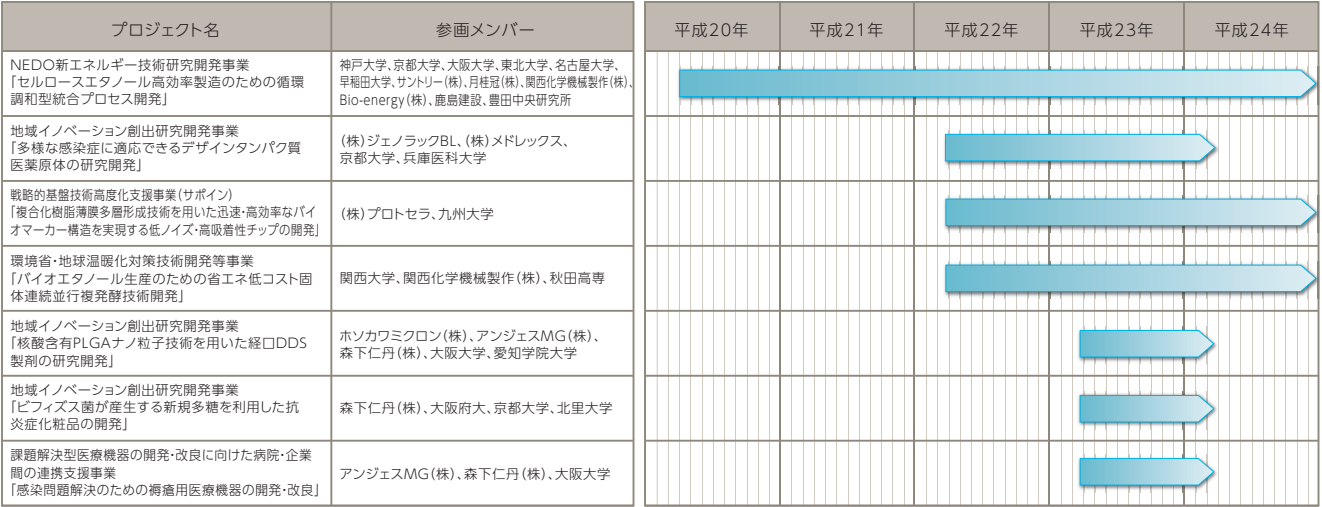 プロジェクト名
参画メンバー
平成20年
平成21年
平成22年
平成23年
平成24年
NEDO新エネルギー技術研究開発事業
「セルロースエタノール高効率製造のための循環
調和型統合プロセス開発」
神戸大学、京都大学、大阪大学、東北大学、名古屋大学、
早稲田大学、サントリー(株)、月桂冠(株)、関西化学機械製作(株)、
Bio-energy(株)、鹿島建設、豊田中央研究所
地域イノベーション創出研究開発事業
「多様な感染症に適応できるデザインタンパク質
医薬原体の研究開発」
(株)ジェノラックBL、(株)メドレックス、
京都大学、兵庫医科大学
戦略的基盤技術高度化支援事業(サポイン)
「複合化樹脂薄膜多層形成技術を用いた迅速・高効率なバイ
オマーカー構造を実現する低ノイズ・高吸着性チップの開発」
(株)プロトセラ、九州大学
環境省・地球温暖化対策技術開発等事業
「バイオエタノール生産のための省エネ低コスト固
体連続並行複発酵技術開発」
関西大学、関西化学機械製作(株)、秋田高専
地域イノベーション創出研究開発事業
「核酸含有PLGAナノ粒子技術を用いた経口DDS
製剤の研究開発」
ホソカワミクロン(株)、アンジェスMG(株)、
森下仁丹(株)、大阪大学、愛知学院大学
地域イノベーション創出研究開発事業
「ビフィズス菌が産生する新規多糖を利用した抗
炎症化粧品の開発」
森下仁丹(株)、大阪府大、京都大学、北里大学
課題解決型医療機器の開発・改良に向けた病院・企業
間の連携支援事業
「感染問題解決のための褥瘡用医療機器の開発・改良」
アンジェスMG(株)、森下仁丹(株)、大阪大学